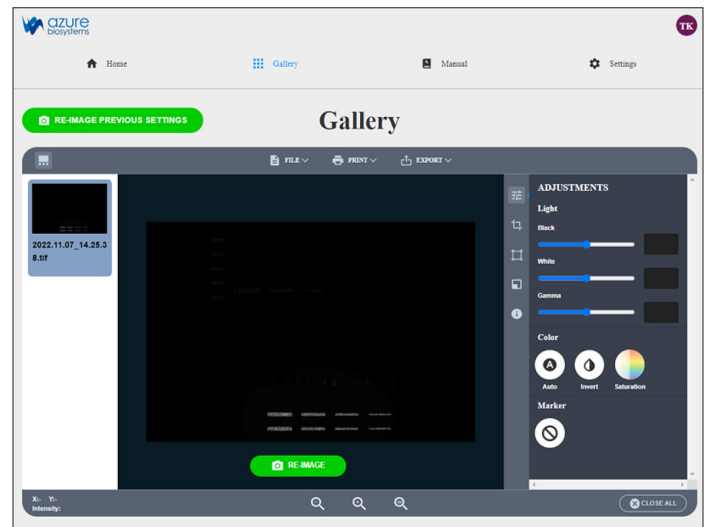 azure
biosystems
TK
Home
Gallery
Manual
Settings
RE-IMAGE PREVIOUS SETTINGS
Gallery
FILE
PRINT
EXPORT
2022.11.07_14.25.3
8.tif
ADJUSTMENTS
Light
Black
White
Gamma
Color
A
Auto
Invert
Saturation
Marker
RE-IMAGE
X:- Y:-
Intensity:
CLOSE ALL